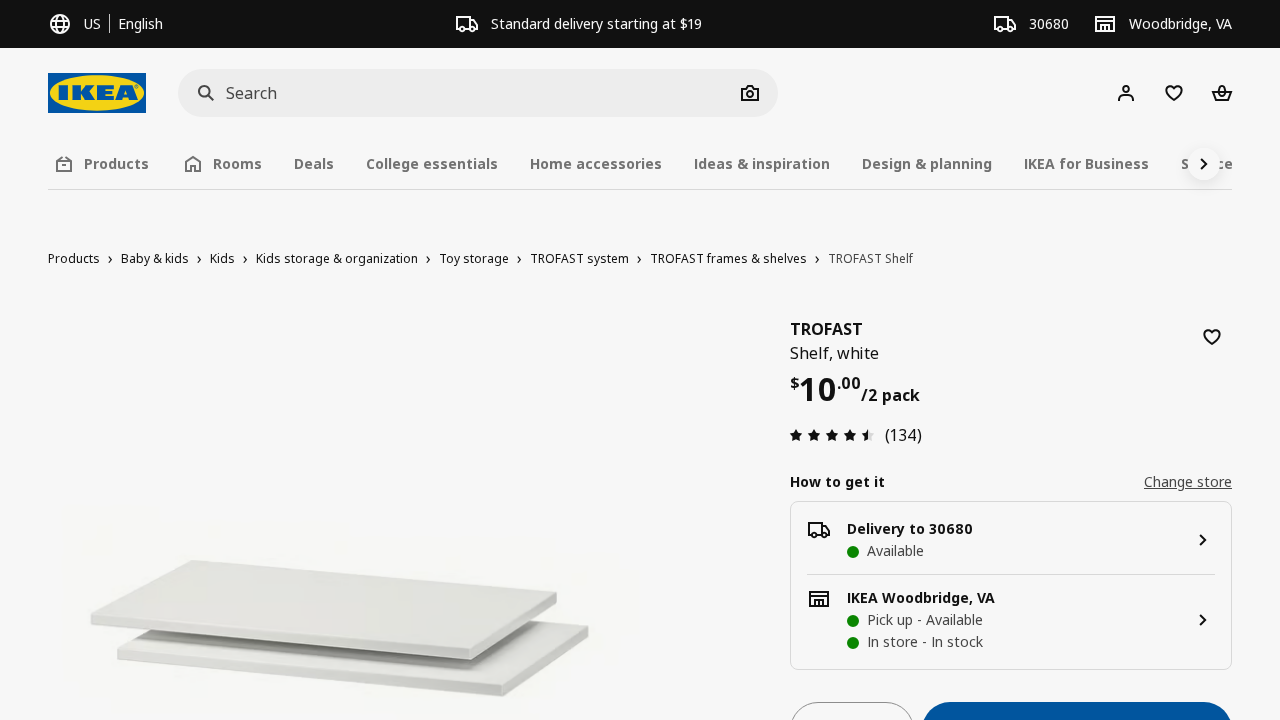 US English
Standard delivery starting at $19
30680
Woodbridge, VA
IKEA
Search
Products
Rooms
Deals
College essentials
Home accessories
Ideas & inspiration
Design & planning
IKEA for Business
Products › Baby & kids › Kids › Kids storage & organization › Toy storage › TROFAST system › TROFAST frames & shelves › TROFAST Shelf
TROFAST
Shelf, white
$10.00/2 pack
(134)
How to get it
Change store
Delivery to 30680
Available
IKEA Woodbridge, VA
Pick up - Available
In store - In stock